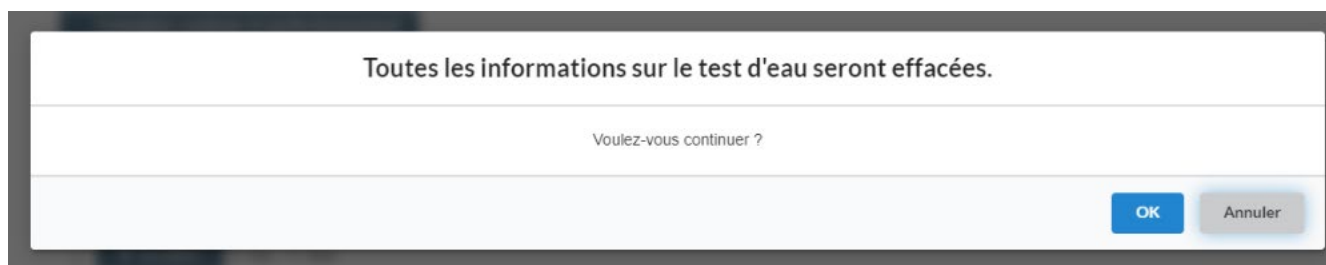 Toutes les informations sur le test d'eau seront effacées.
Voulez-vous continuer ?
OK
Annuler